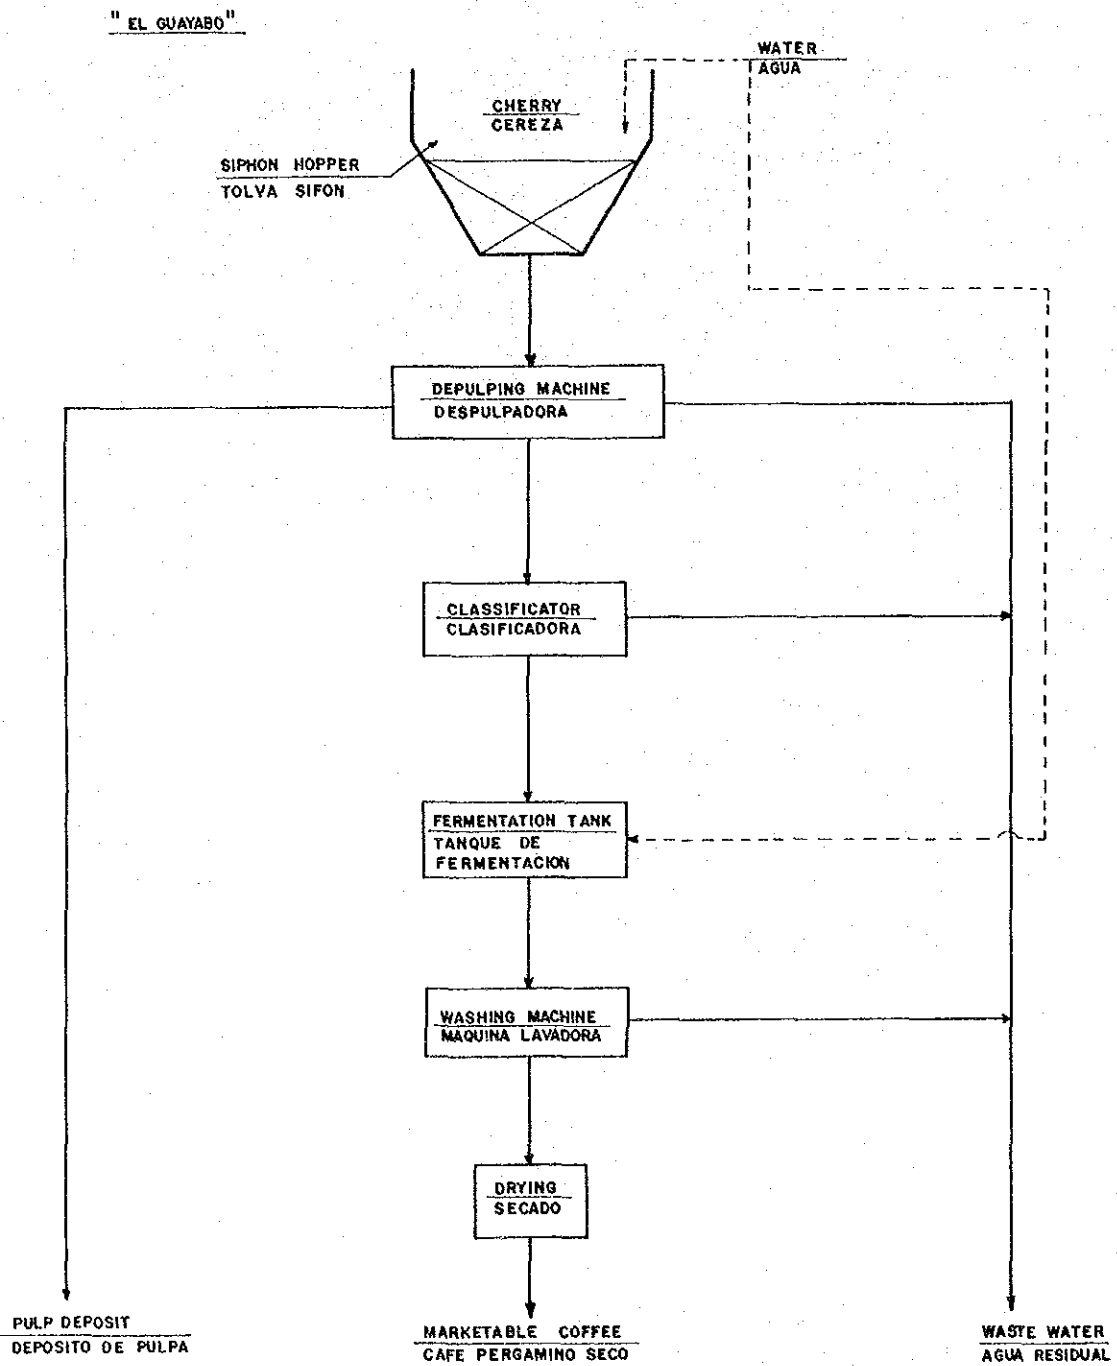 " EL GUAYABO "
WATER
AGUA
CHERRY
CEREZA
SIPHON HOPPER
TOLVA SIFON
DEPULPING MACHINE
DESPULPADORA
CLASSIFICATOR
CLASIFICADORA
FERMENTATION TANK
TANQUE DE
FERMENTACION
WASHING MACHINE
MAQUINA LAVADORA
DRYING
SECADO
PULP DEPOSIT
DEPOSITO DE PULPA
MARKETABLE COFFEE
CAFE PERGAMINO SECO
WASTE WATER
AGUA RESIDUAL